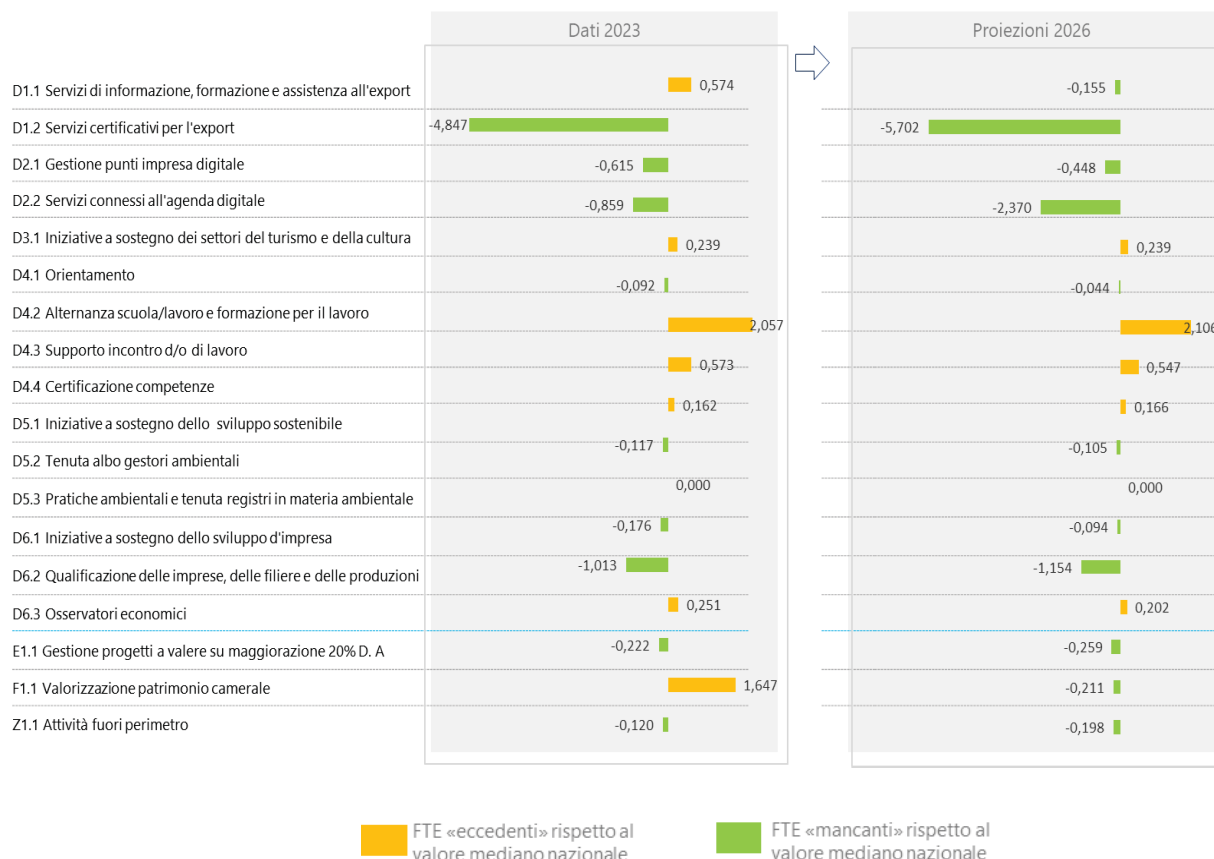 Dati 2023
Proiezioni 2026
D1.1 Servizi di informazione, formazione e assistenza all'export
D1.2 Servizi certificativi per l'export
D2.1 Gestione punti impresa digitale
D2.2 Servizi connessi all'agenda digitale
D3.1 Iniziative a sostegno dei settori del turismo e della cultura
D4.1 Orientamento
D4.2 Alternanza scuola/lavoro e formazione per il lavoro
D4.3 Supporto incontro d/o di lavoro
D4.4 Certificazione competenze
D5.1 Iniziative a sostegno dello sviluppo sostenibile
D5.2 Tenuta albo gestori ambientali
D5.3 Pratiche ambientali e tenuta registri in materia ambientale
D6.1 Iniziative a sostegno dello sviluppo d'impresa
D6.2 Qualificazione delle imprese, delle filiere e delle produzioni
D6.3 Osservatori economici
E1.1 Gestione progetti a valere su maggiorazione 20% D. A
F1.1 Valorizzazione patrimonio camerale
Z1.1 Attività fuori perimetro
0,574
-4,847
-0,615
-0,859
0,239
-0,092
2,057
0,573
0,162
-0,117
0,000
-0,176
-1,013
0,251
-0,222
1,647
-0,120
-0,155
-5,702
-0,448
-2,370
0,239
-0,044
2,106
0,547
0,166
-0,105
0,000
-0,094
-1,154
0,202
-0,259
-0,211
-0,198
FTE «eccedenti» rispetto al
valore mediano nazionale
FTE «mancanti» rispetto al
valore mediano nazionale